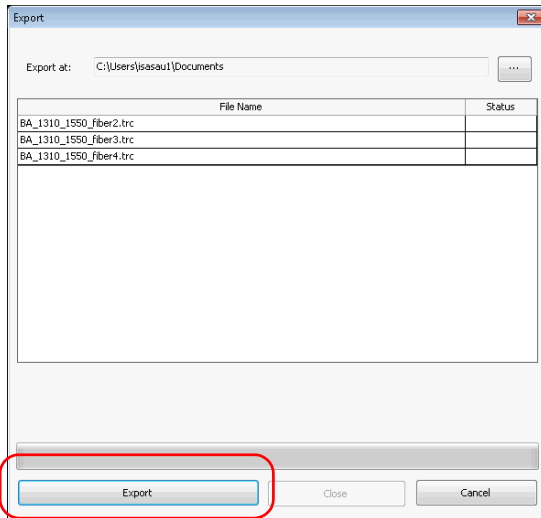 Export
Export at: C:\Users\isasau1\Documents ...
File Name Status
BA_1310_1550_fiber2.trc
BA_1310_1550_fiber3.trc
BA_1310_1550_fiber4.trc
Export Close Cancel